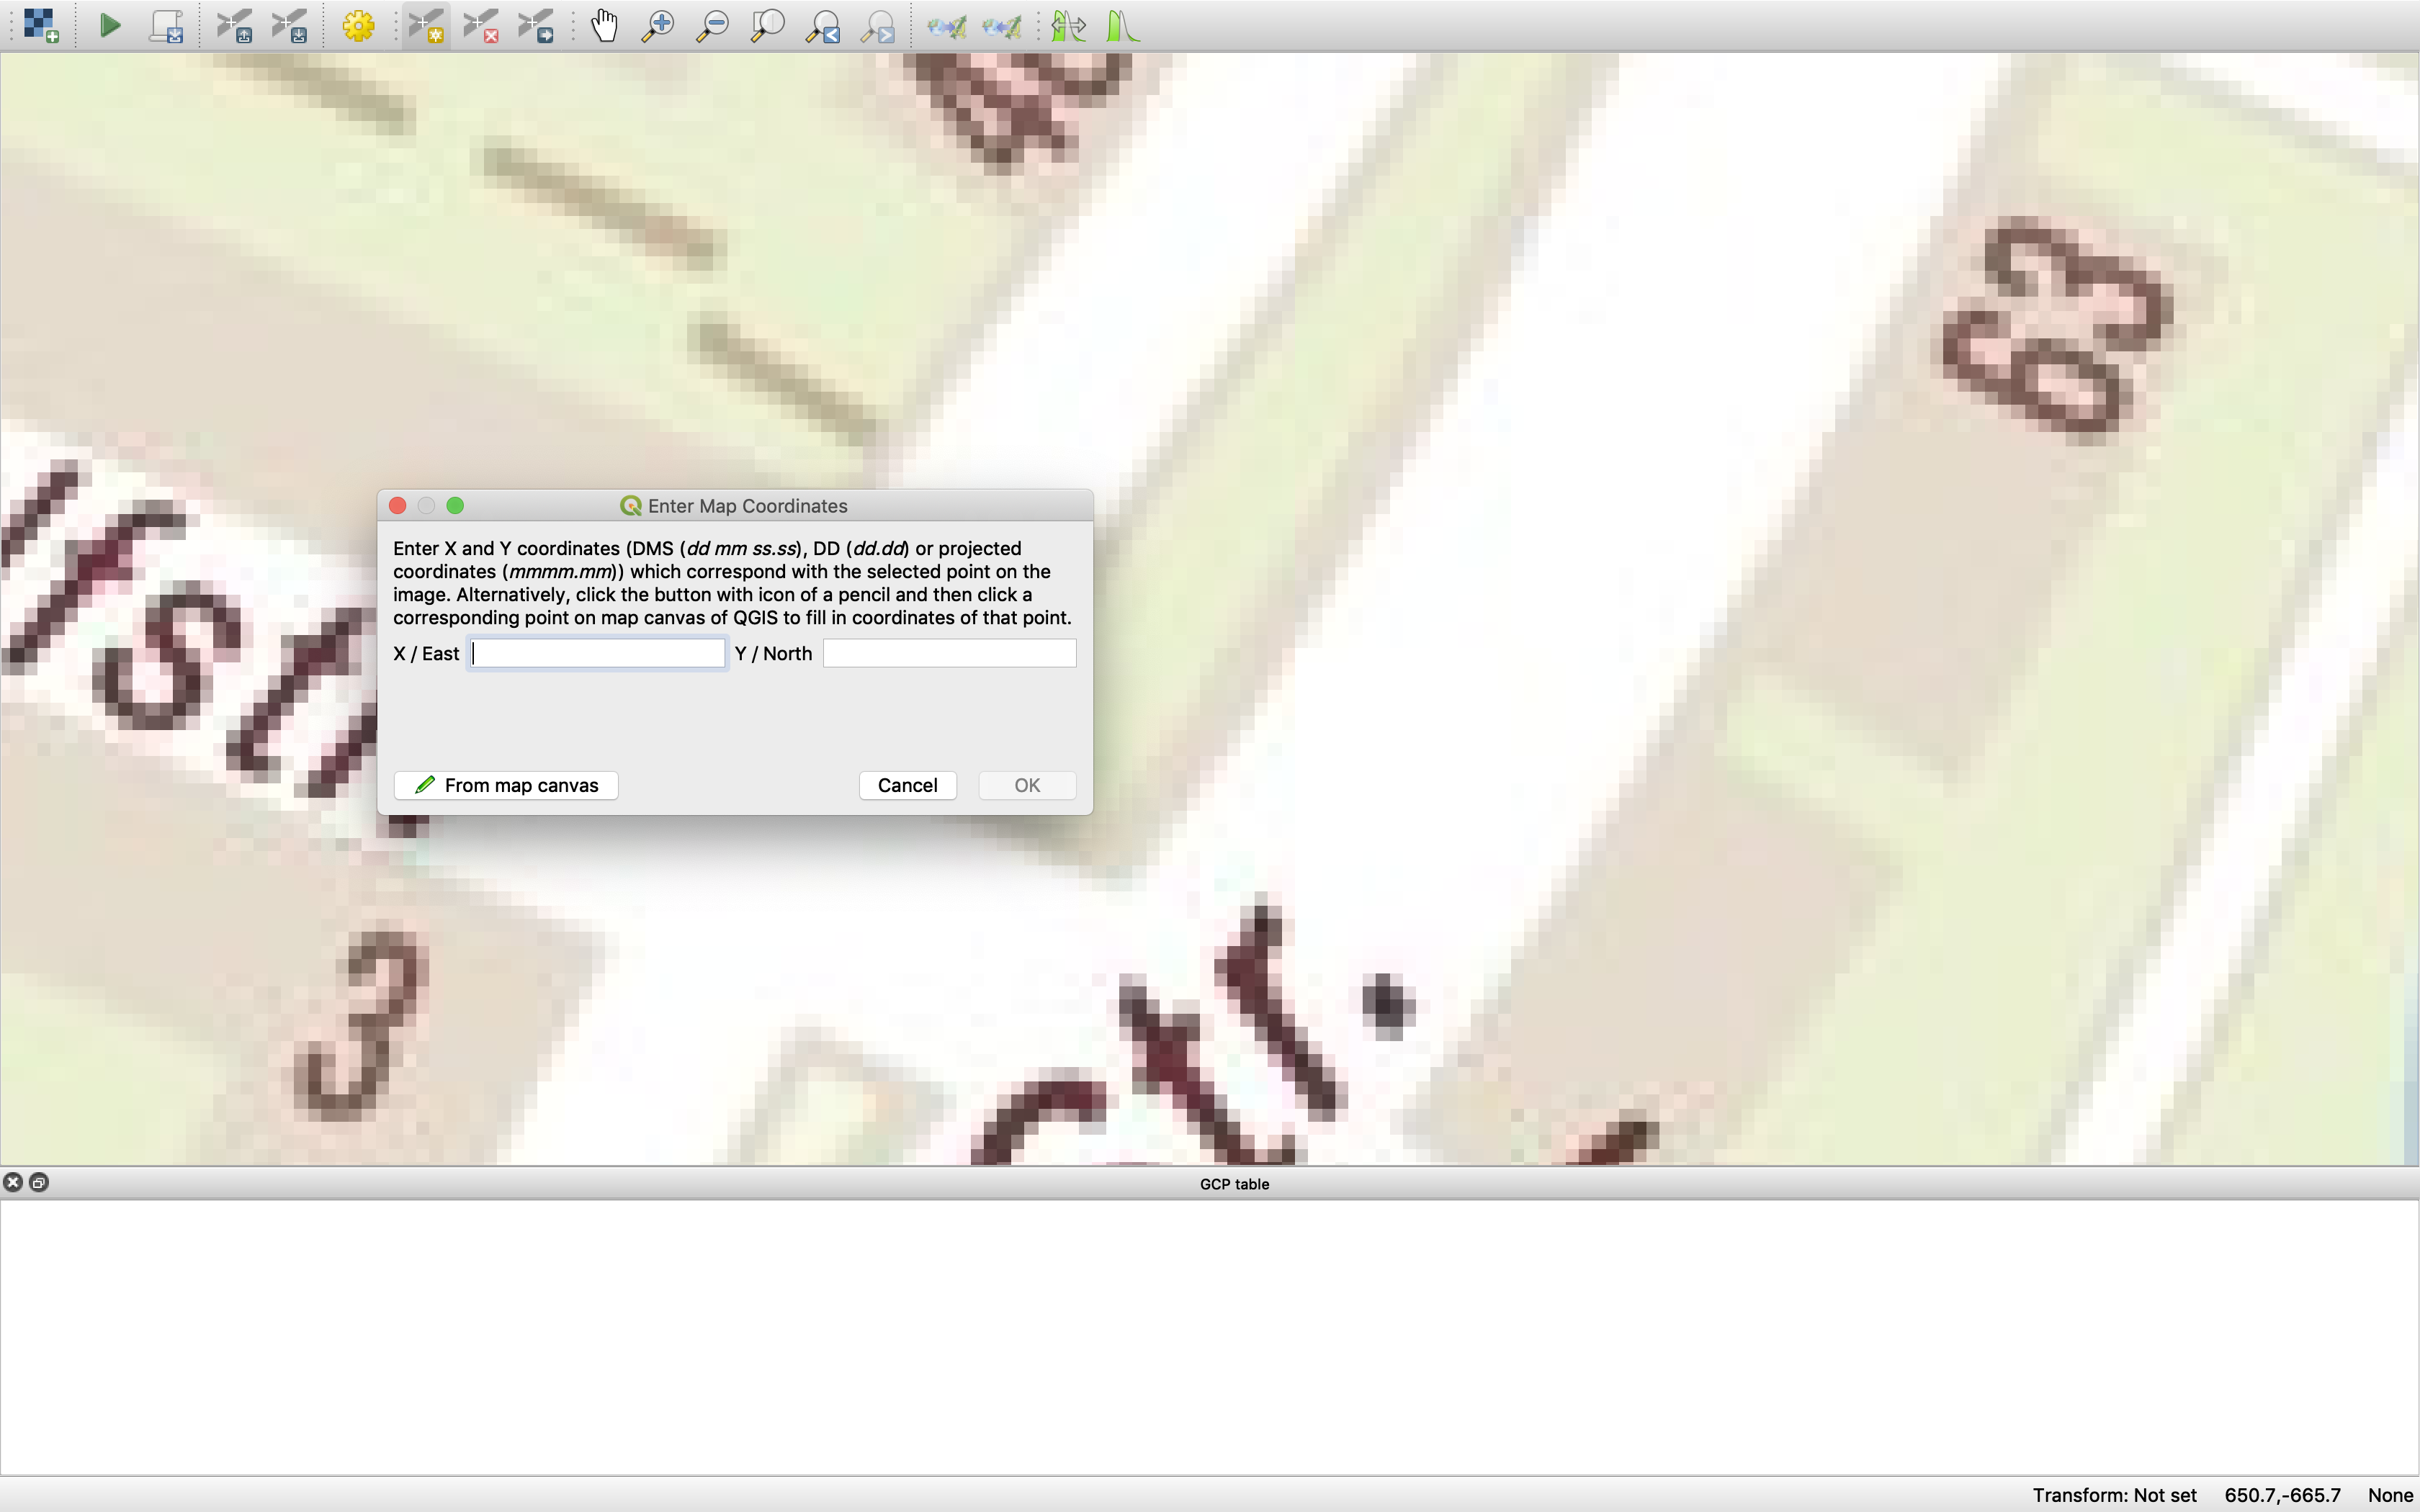 63
Enter Map Coordinates
Enter X and Y coordinates (DMS (dd mm ss.ss), DD (dd.dd) or projected
coordinates (mmmm.mm)) which correspond with the selected point on the
image. Alternatively, click the button with icon of a pencil and then click a
corresponding point on map canvas of QGIS to fill in coordinates of that point.
X / East
Y / North
From map canvas
Cancel
OK
3
GCP table
Transform: Not set
650.7,-665.7
None